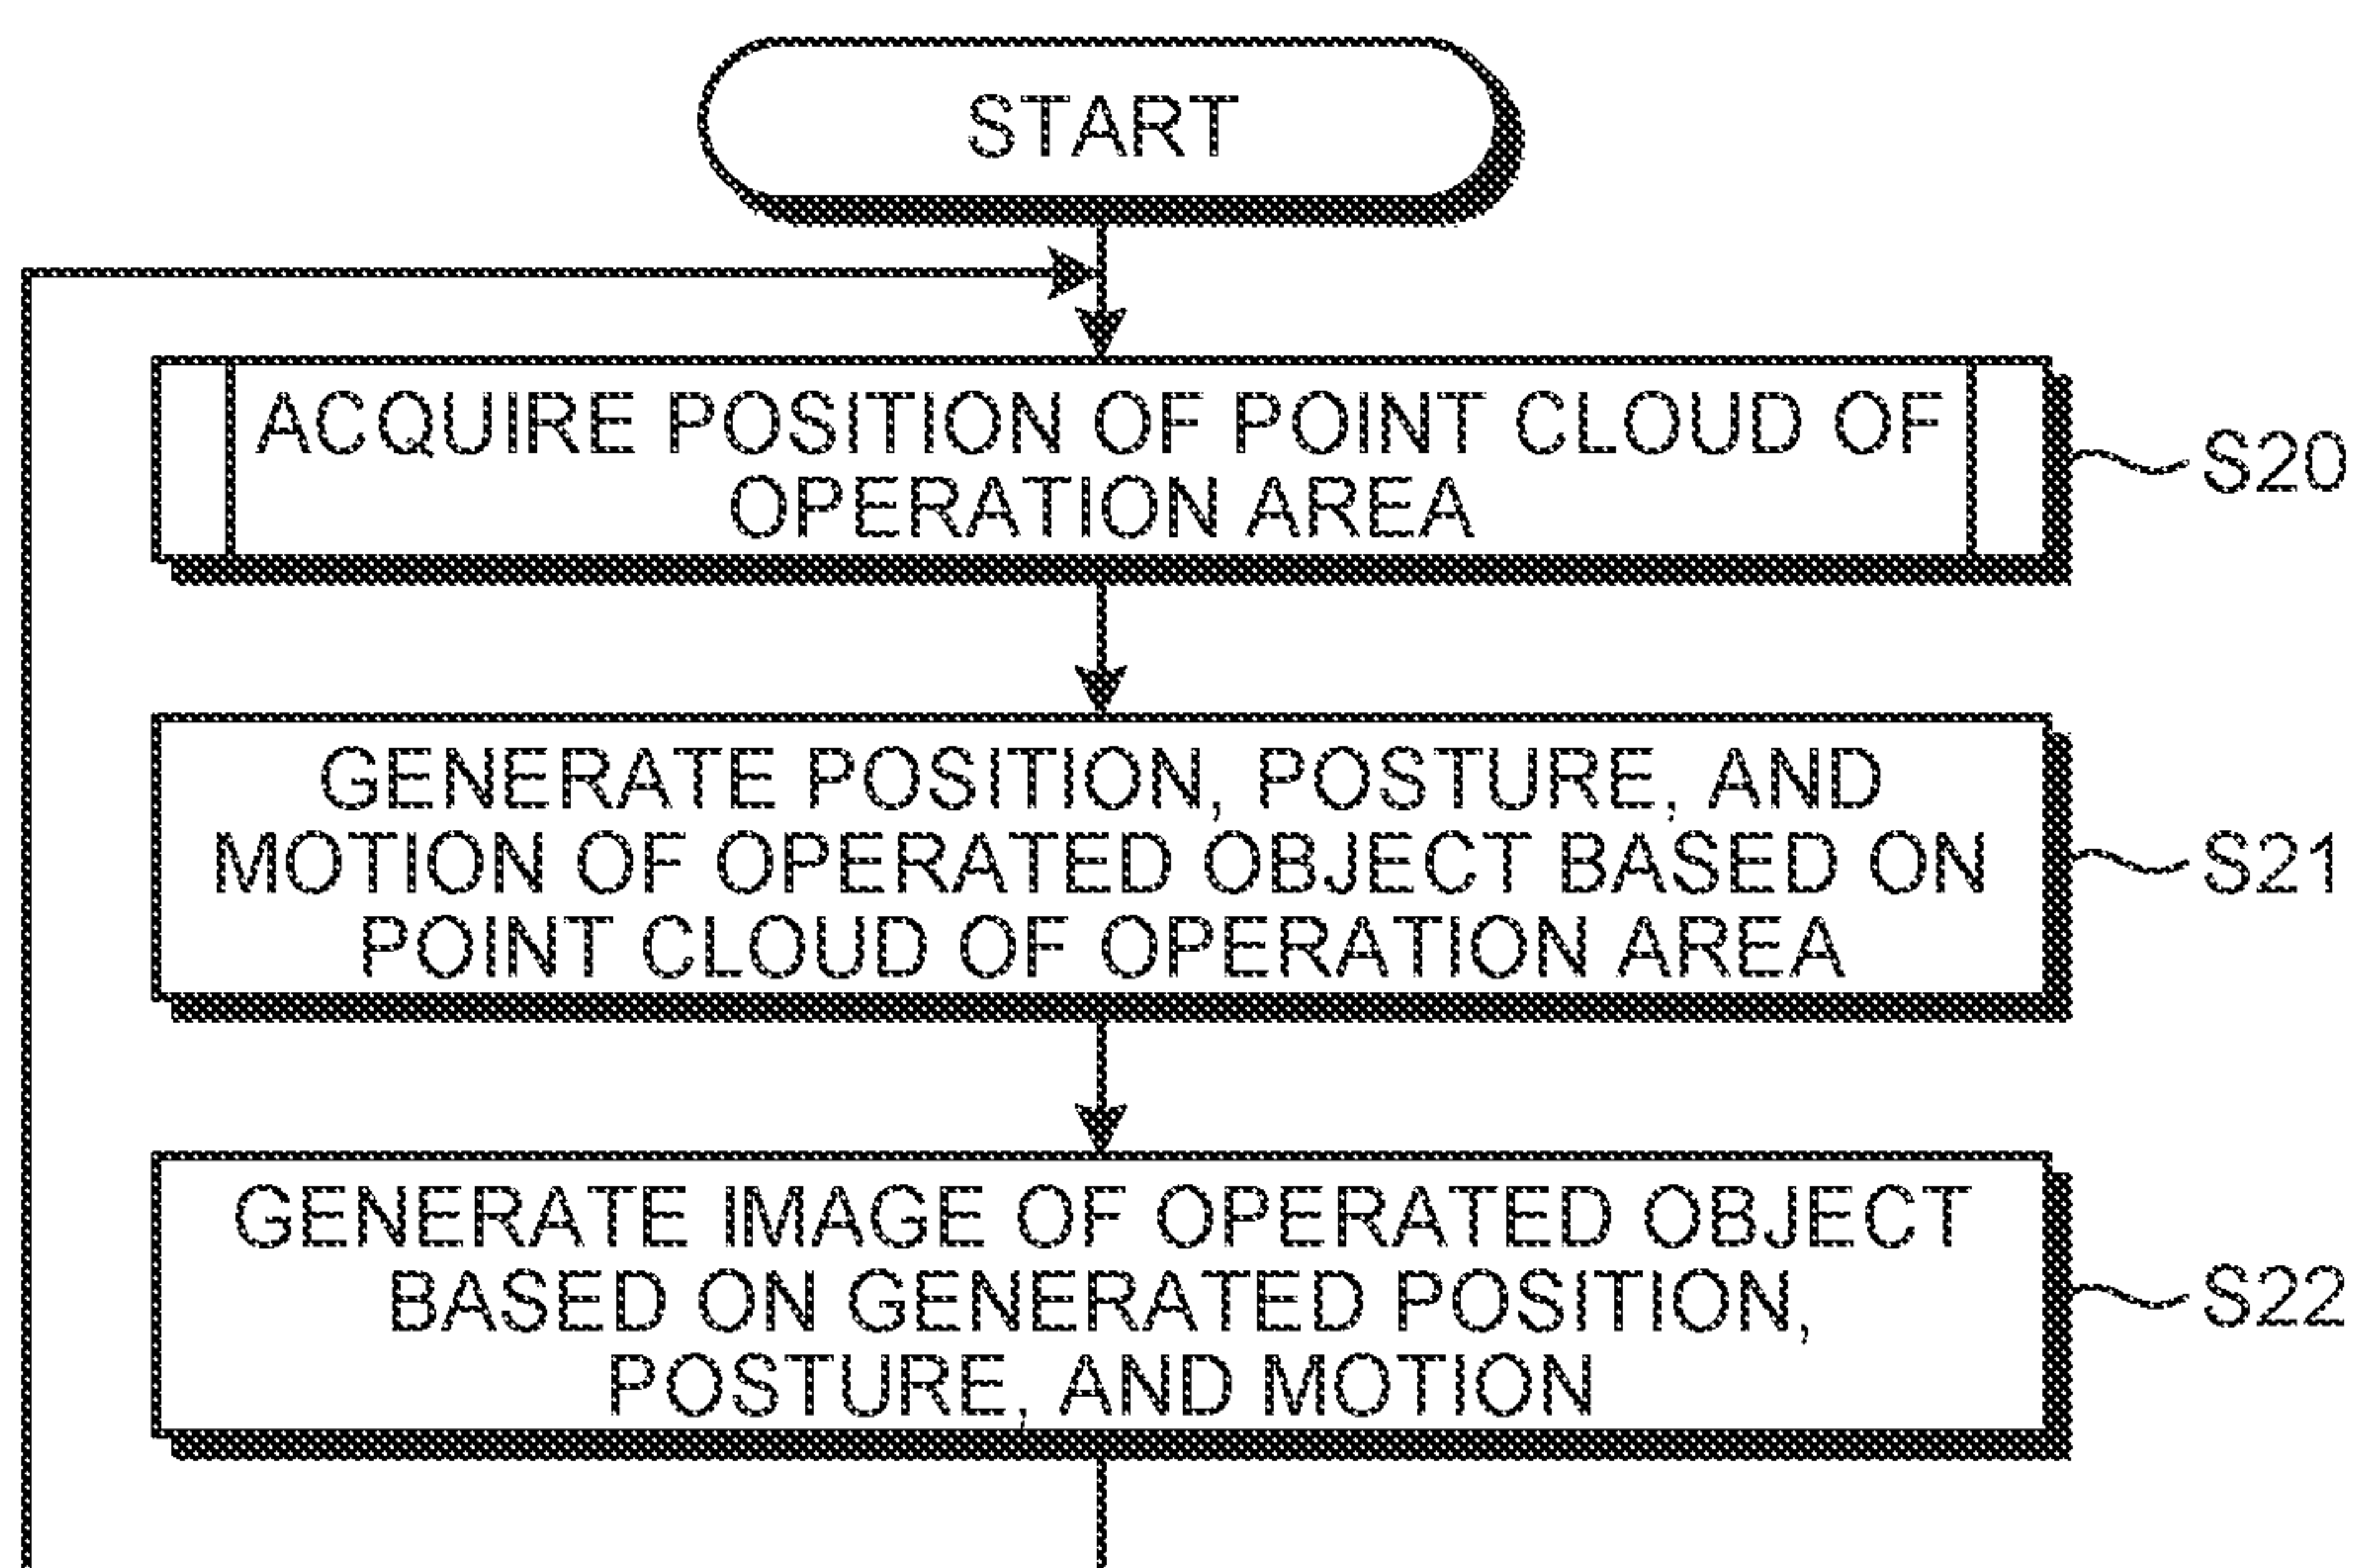 START
ACQUIRE POSITION OF POINT CLOUD OF
OPERATION AREA
S20
GENERATE POSITION, POSTURE, AND
MOTION OF OPERATED OBJECT BASED ON
POINT CLOUD OF OPERATION AREA
S21
GENERATE IMAGE OF OPERATED OBJECT
BASED ON GENERATED POSITION,
POSTURE, AND MOTION
S22